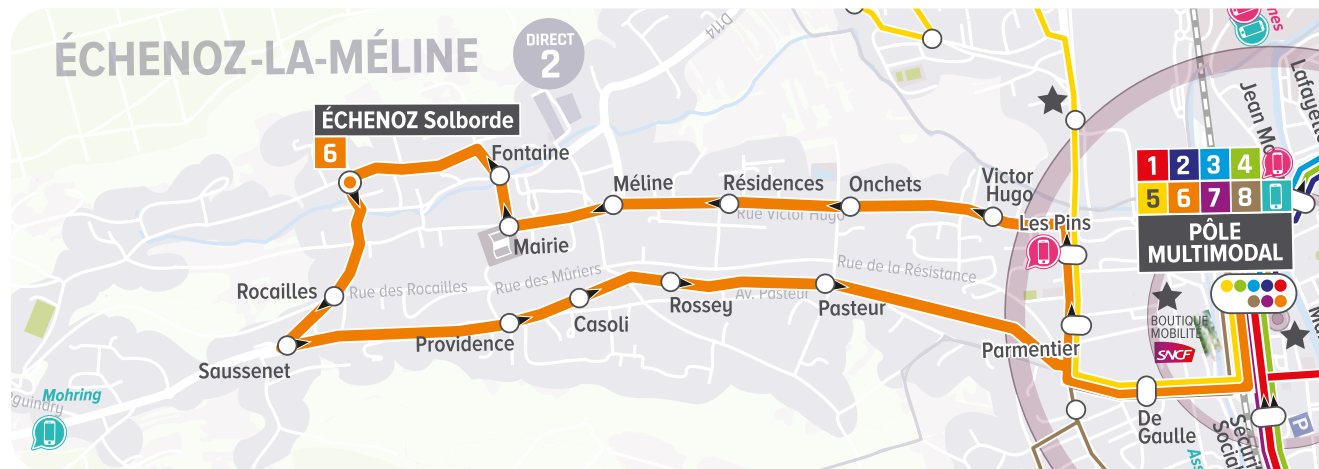 ÉCHENOZ-LA-MÉLINE
DIRECT
2
D114
ÉCHENOZ Solborde
6
Fontaine
Méline
Résidences
Onchets
Victor
Hugo
Rue Victor Hugo
Mairie
Les Pins
Rue de la Résistance
Rue des Mûriers
Rue des Rocailles
Rocailles
Av. Pasteur
Rossey
Pasteur
Casoli
Providence
Parmentier
Saussenet
Mohring
De
Gaulle
Lafayette
1 2 3 4
5 6 7 8
PÔLE
MULTIMODAL
BOUTIQUE
MOBILITÉ
SNCF
P